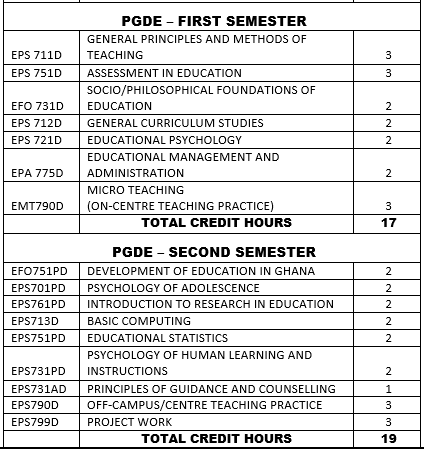 PGDE – FIRST SEMESTER
GENERAL PRINCIPLES AND METHODS OF
EPS 711D TEACHING 3
EPS 751D ASSESSMENT IN EDUCATION 3
SOCIO/PHILOSOPHICAL FOUNDATIONS OF
EFO 731D EDUCATION 2
EPS 712D GENERAL CURRICULUM STUDIES 2
EPS 721D EDUCATIONAL PSYCHOLOGY 2
EDUCATIONAL MANAGEMENT AND
EPA 775D ADMINISTRATION 2
MICRO TEACHING
EMT790D (ON-CENTRE TEACHING PRACTICE) 3
TOTAL CREDIT HOURS 17
PGDE – SECOND SEMESTER
EFO751PD DEVELOPMENT OF EDUCATION IN GHANA 2
EPS701PD PSYCHOLOGY OF ADOLESCENCE 2
EPS761PD INTRODUCTION TO RESEARCH IN EDUCATION 2
EPS713D BASIC COMPUTING 2
EPS751PD EDUCATIONAL STATISTICS 2
PSYCHOLOGY OF HUMAN LEARNING AND
EPS731PD INSTRUCTIONS 2
EPS731AD PRINCIPLES OF GUIDANCE AND COUNSELLING 1
EPS790D OFF-CAMPUS/CENTRE TEACHING PRACTICE 3
EPS799D PROJECT WORK 3
TOTAL CREDIT HOURS 19